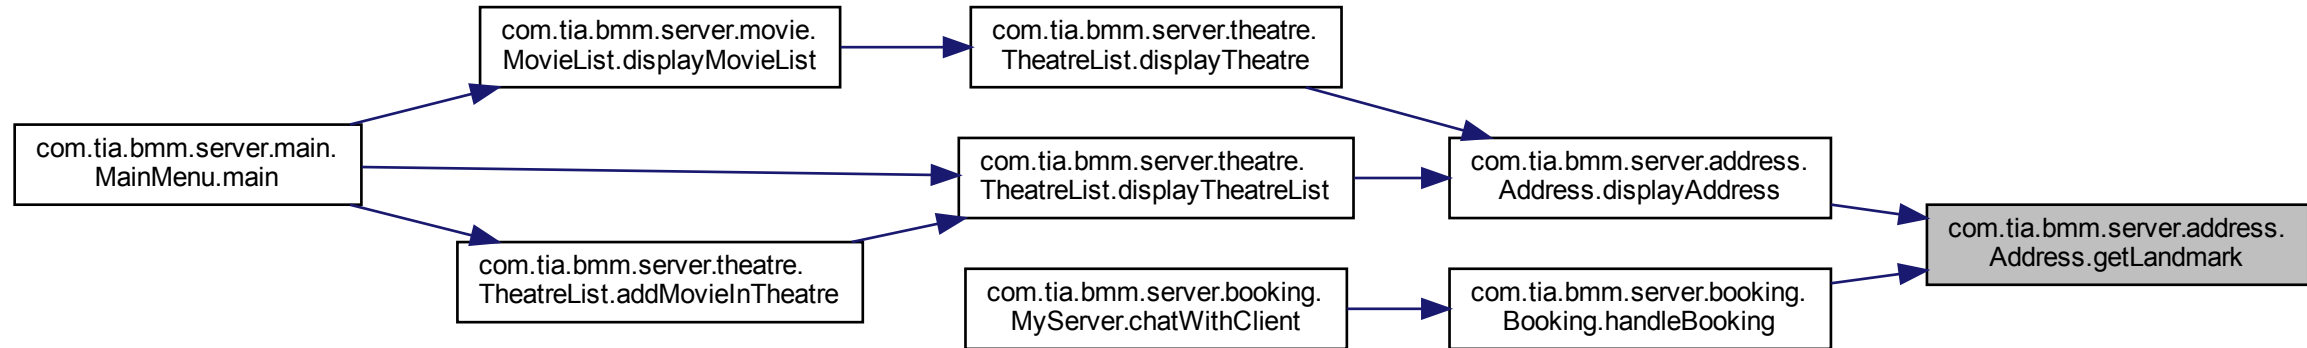 com.tia.bmm.server.movie.
MovieList.displayMovieList
com.tia.bmm.server.theatre.
TheatreList.displayTheatre
com.tia.bmm.server.main.
MainMenu.main
com.tia.bmm.server.theatre.
TheatreList.displayTheatreList
com.tia.bmm.server.address.
Address.displayAddress
com.tia.bmm.server.address.
Address.getLandmark
com.tia.bmm.server.theatre.
TheatreList.addMovieInTheatre
com.tia.bmm.server.booking.
MyServer.chatWithClient
com.tia.bmm.server.booking.
Booking.handleBooking